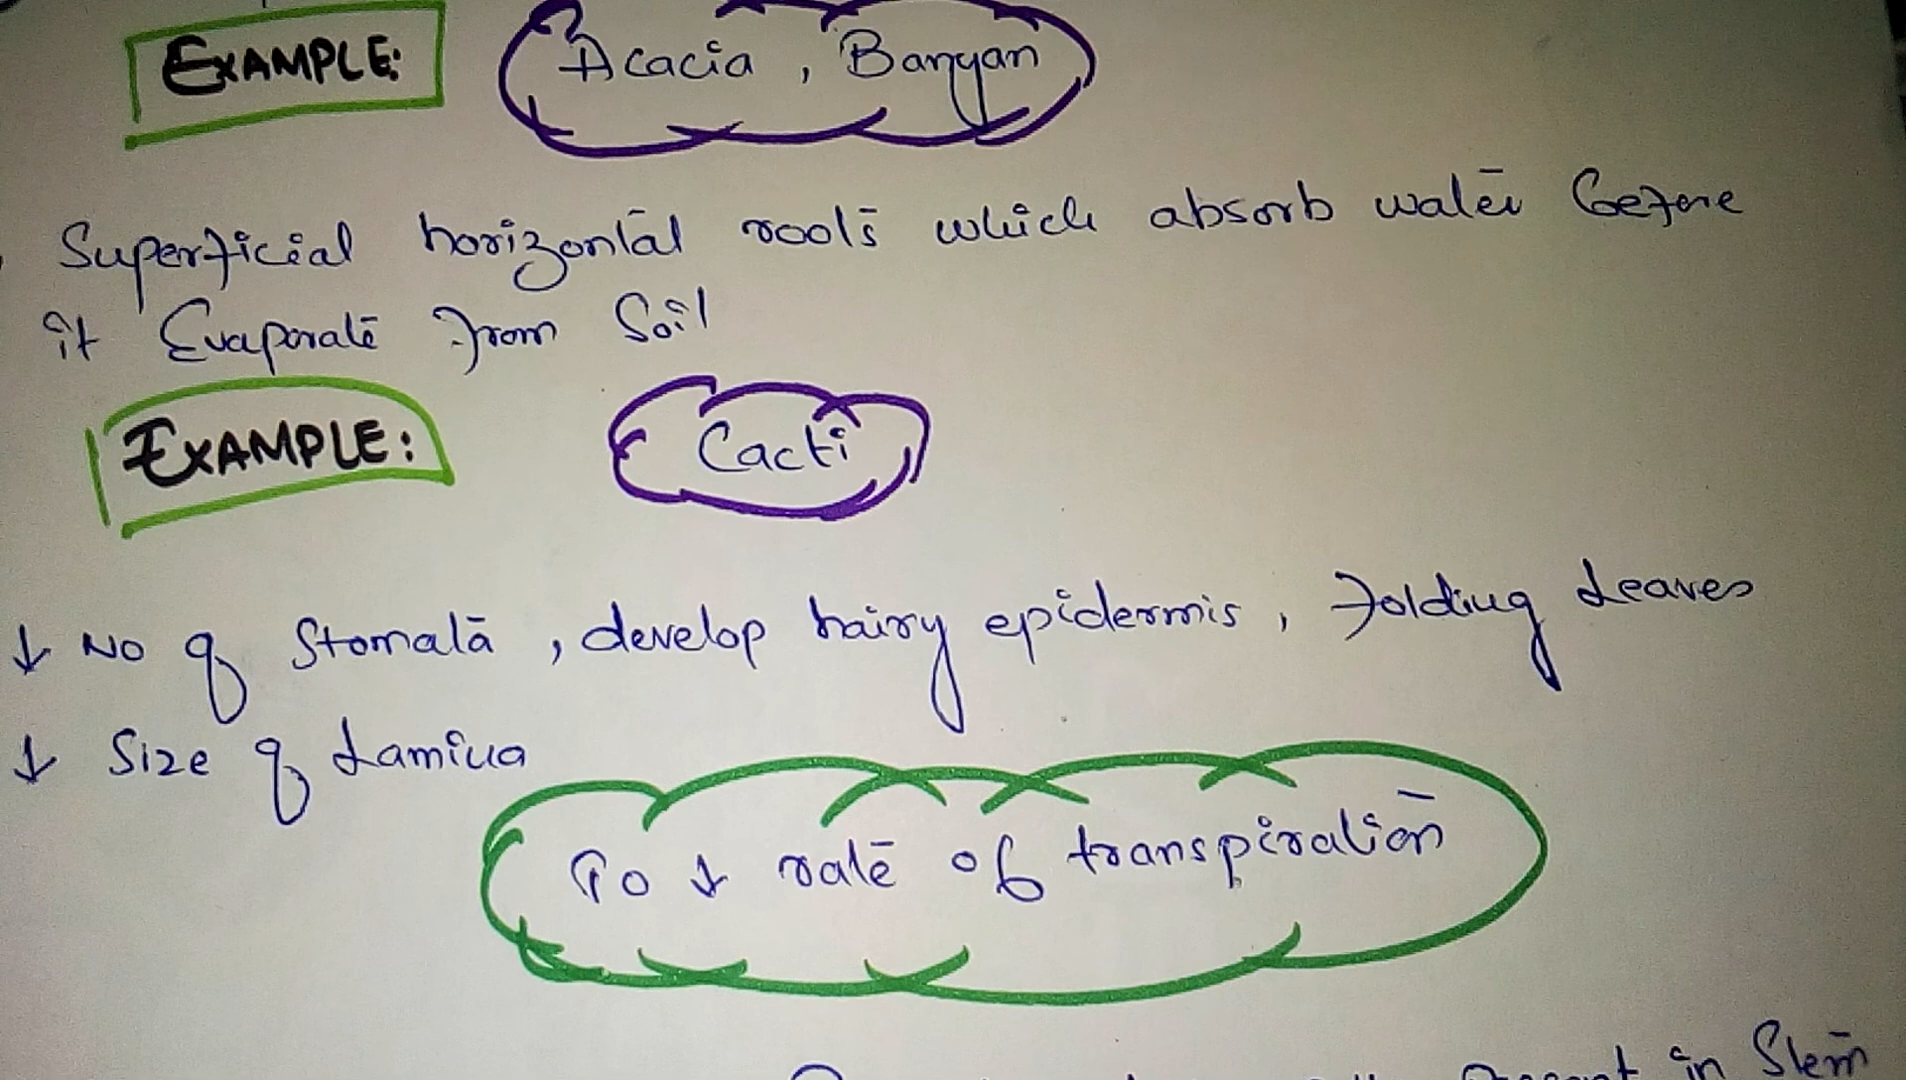 EXAMPLE: Acacia, Banyan
Superficial horizontal roots which absorb water before
it Evaporate from Soil
EXAMPLE: Cacti
↓ No of Stomata, develop hairy epidermis, Folding Leaves
↓ Size of Lamina
To ↓ rate of transpiration
in Stem